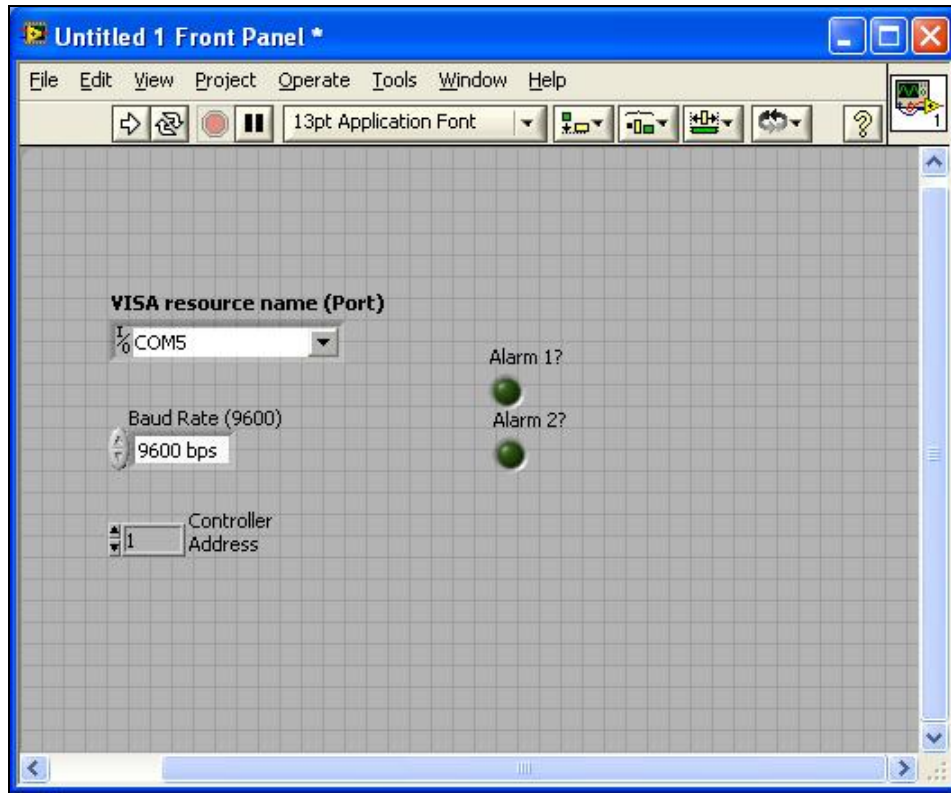 Untitled 1 Front Panel *
File Edit View Project Operate Tools Window Help
13pt Application Font
1
VISA resource name (Port)
I/O COM5
Alarm 1?
Baud Rate (9600)
Alarm 2?
9600 bps
Controller
1
Address